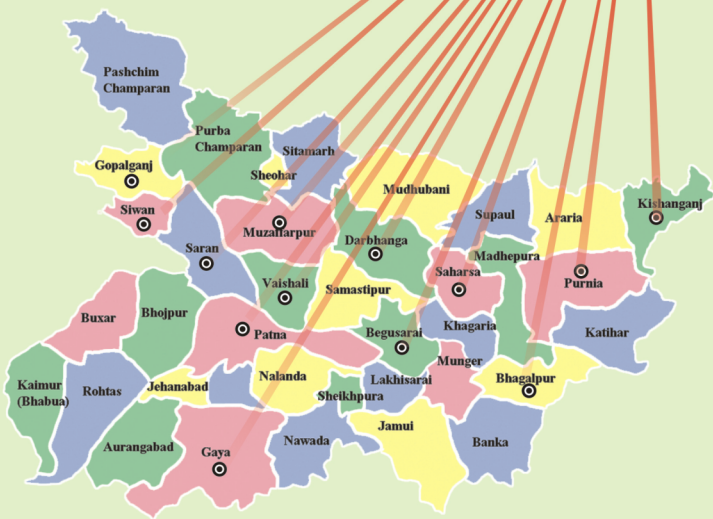 Pashchim
Champaran
Purba
Champaran
Sitamarh
Gopalganj
Sheohar
Mudhubani
Siwan
Muzaffarpur
Supaul
Araria
Kishanganj
Saran
Darbhanga
Madhepura
Saharsa
Purnia
Vaishali
Samastipur
Buxar
Bhojpur
Patna
Begusarai
Khagaria
Katihar
Munger
Kaimur
(Bhabua)
Rohtas
Jehanabad
Nalanda
Lakhisarai
Bhagalpur
Sheikhpura
Aurangabad
Gaya
Nawada
Jamui
Banka